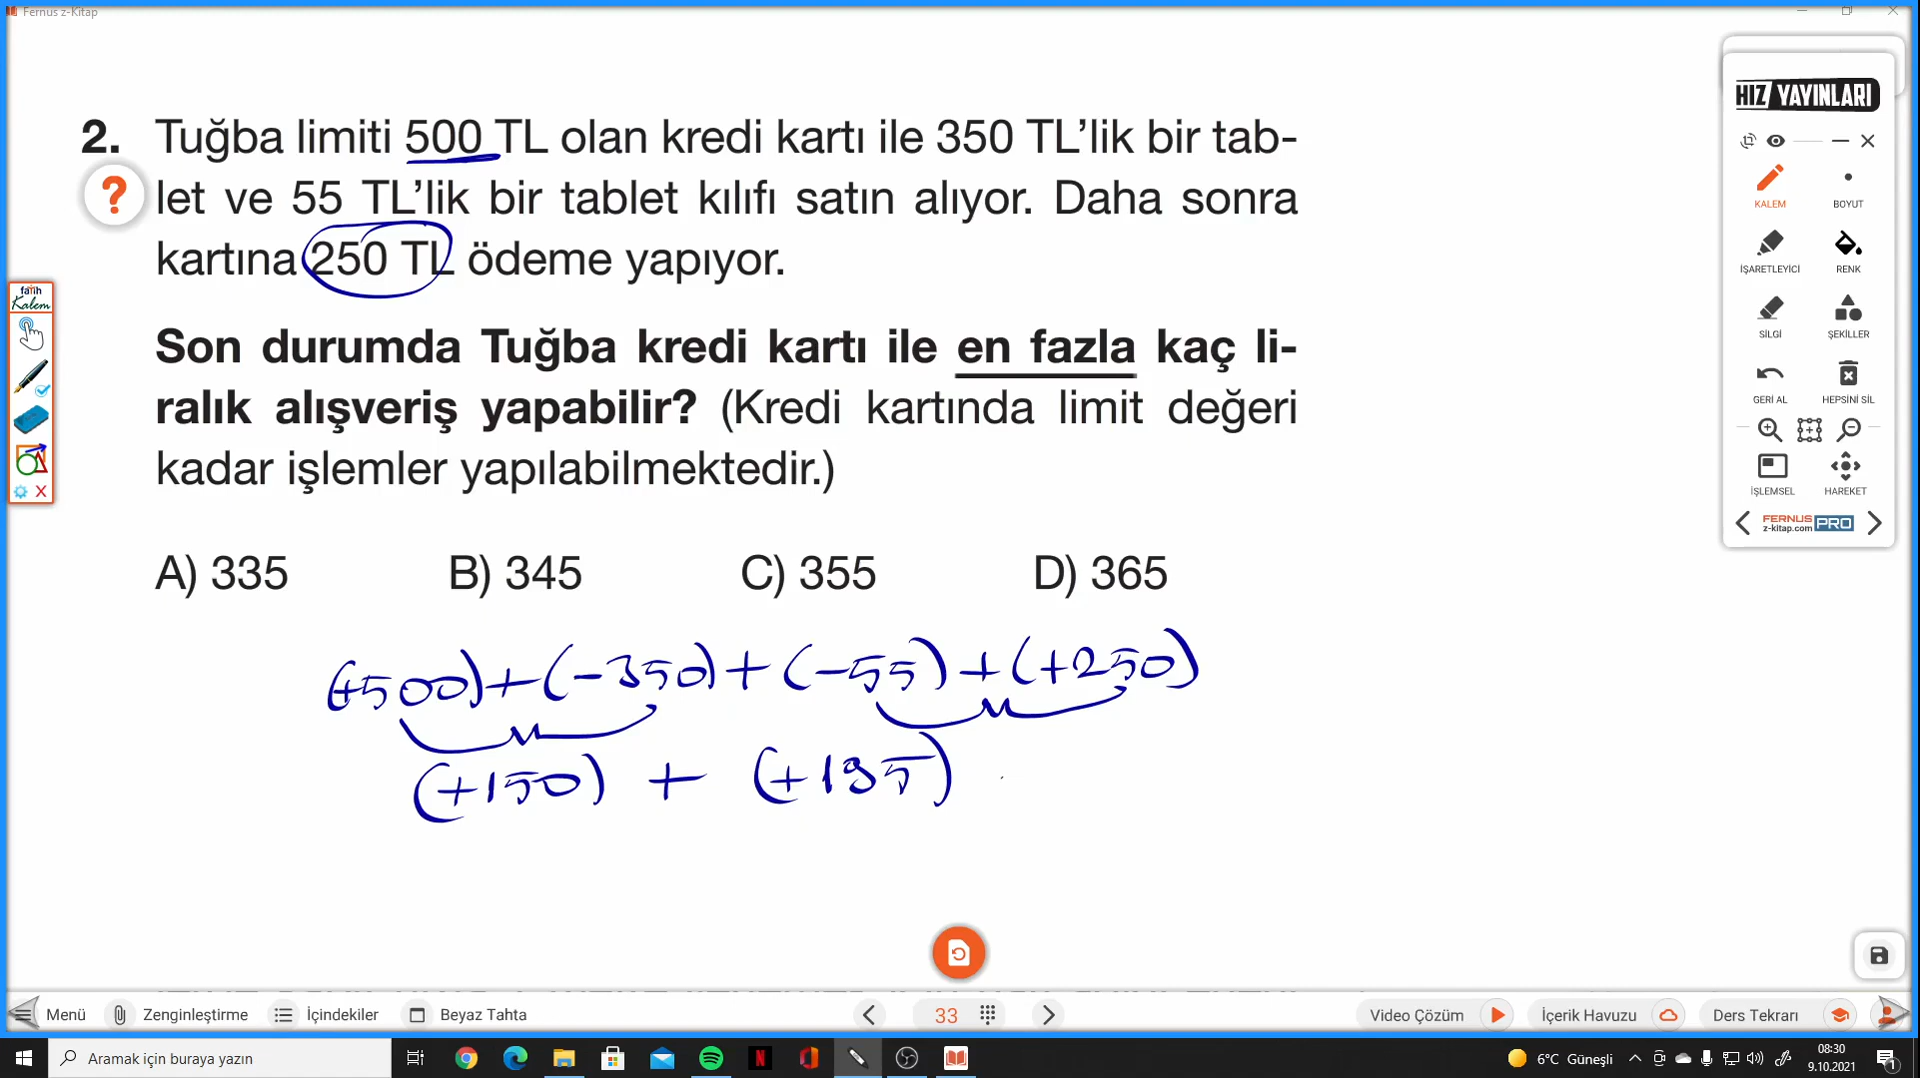 Fernus z-Kitap
2. Tuğba limiti 500 TL olan kredi kartı ile 350 TL'lik bir tab-
let ve 55 TL'lik bir tablet kılıfı satın alıyor. Daha sonra
kartına 250 TL ödeme yapıyor.
Son durumda Tuğba kredi kartı ile en fazla kaç li-
ralık alışveriş yapabilir? (Kredi kartında limit değeri
kadar işlemler yapılabilmektedir.)
A) 335 B) 345 C) 355 D) 365
(+500)+(-350)+(-55)+(+250)
(+150) + (+195)
?
fatih
Kalem
HIZ YAYINLARI
KALEM BOYUT
İŞARETLEYİCİ RENK
SİLGİ ŞEKİLLER
GERİ AL HEPSİNİ SİL
İŞLEMSEL HAREKET
FERNUS PRO
z-kitap.com
Menü Zenginleştirme İçindekiler Beyaz Tahta 33 Video Çözüm İçerik Havuzu Ders Tekrarı
Aramak için buraya yazın 6°C Güneşli
08:30
9.10.2021
1